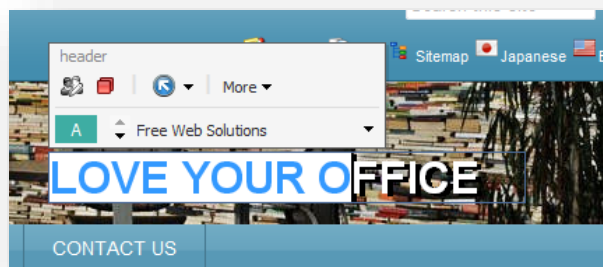 header
Sitemap Japanese
More
A Free Web Solutions
LOVE YOUR OFFICE
CONTACT US